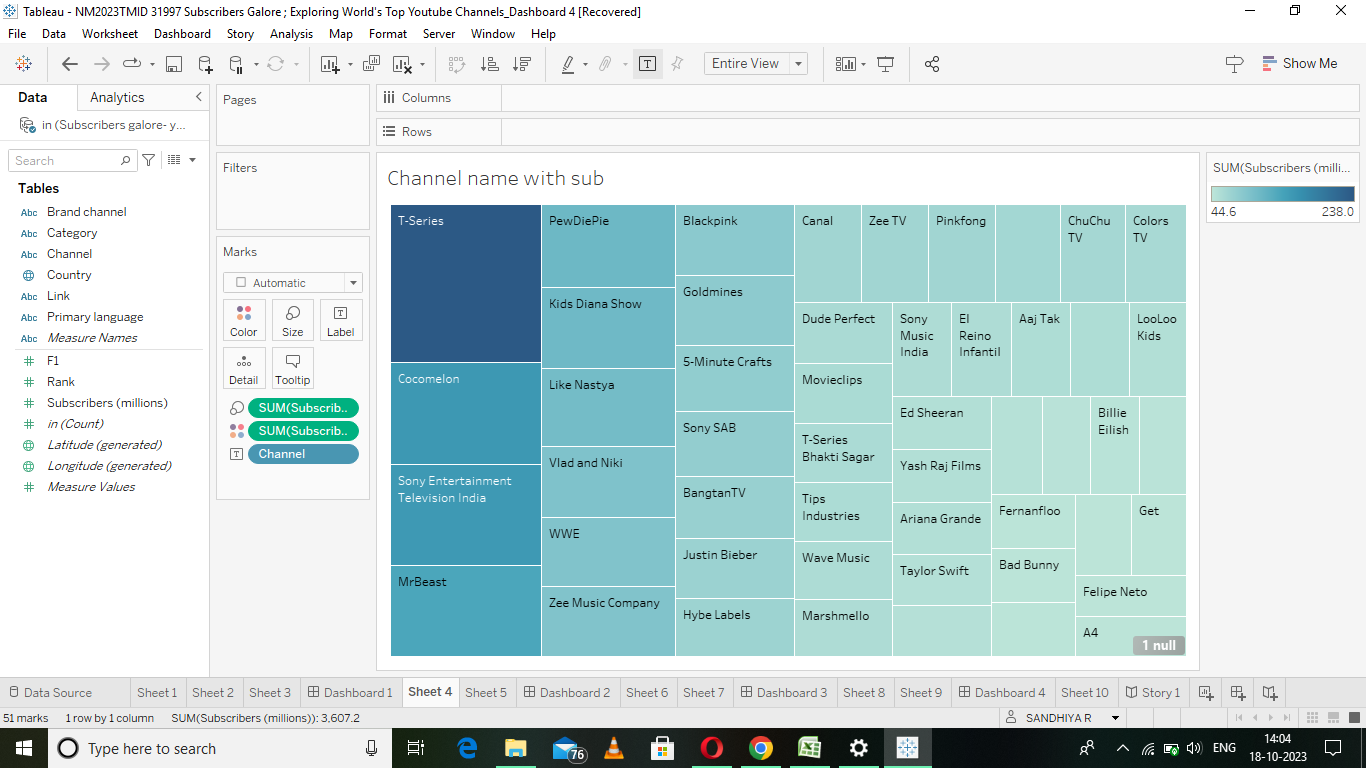 Tableau - NM2023TMID 31997 Subscribers Galore ; Exploring World's Top Youtube Channels_Dashboard 4 [Recovered]
File Data Worksheet Dashboard Story Analysis Map Format Server Window Help
Entire View
Show Me
Data Analytics
in (Subscribers galore- y...
Search
Tables
Abc Brand channel
Abc Category
Abc Channel
Country
Abc Link
Abc Primary language
Abc Measure Names
# F1
# Rank
# Subscribers (millions)
# in (Count)
Latitude (generated)
Longitude (generated)
# Measure Values
Pages
Filters
Marks
Automatic
Color Size Label
Detail Tooltip
SUM(Subscrib..
SUM(Subscrib..
Channel
Columns
Rows
Channel name with sub
T-Series
Cocomelon
Sony Entertainment
Television India
MrBeast
PewDiePie
Kids Diana Show
Like Nastya
Vlad and Niki
WWE
Zee Music Company
Blackpink
Goldmines
5-Minute Crafts
Sony SAB
BangtanTV
Justin Bieber
Hybe Labels
Canal
Zee TV
Pinkfong
ChuChu
TV
Colors
TV
Dude Perfect
Movieclips
T-Series
Bhakti Sagar
Tips
Industries
Wave Music
Marshmello
Sony
Music
India
El
Reino
Infantil
Aaj Tak
LooLoo
Kids
Ed Sheeran
Yash Raj Films
Ariana Grande
Taylor Swift
Billie
Eilish
Fernanfloo
Bad Bunny
Get
Felipe Neto
A4
1 null
SUM(Subscribers (milli...
44.6 238.0
Data Source Sheet 1 Sheet 2 Sheet 3 Dashboard 1 Sheet 4 Sheet 5 Dashboard 2 Sheet 6 Sheet 7 Dashboard 3 Sheet 8 Sheet 9 Dashboard 4 Sheet 10 Story 1
51 marks 1 row by 1 column SUM(Subscribers (millions)): 3,607.2 SANDHIYA R
Type here to search
76
ENG
14:04
18-10-2023